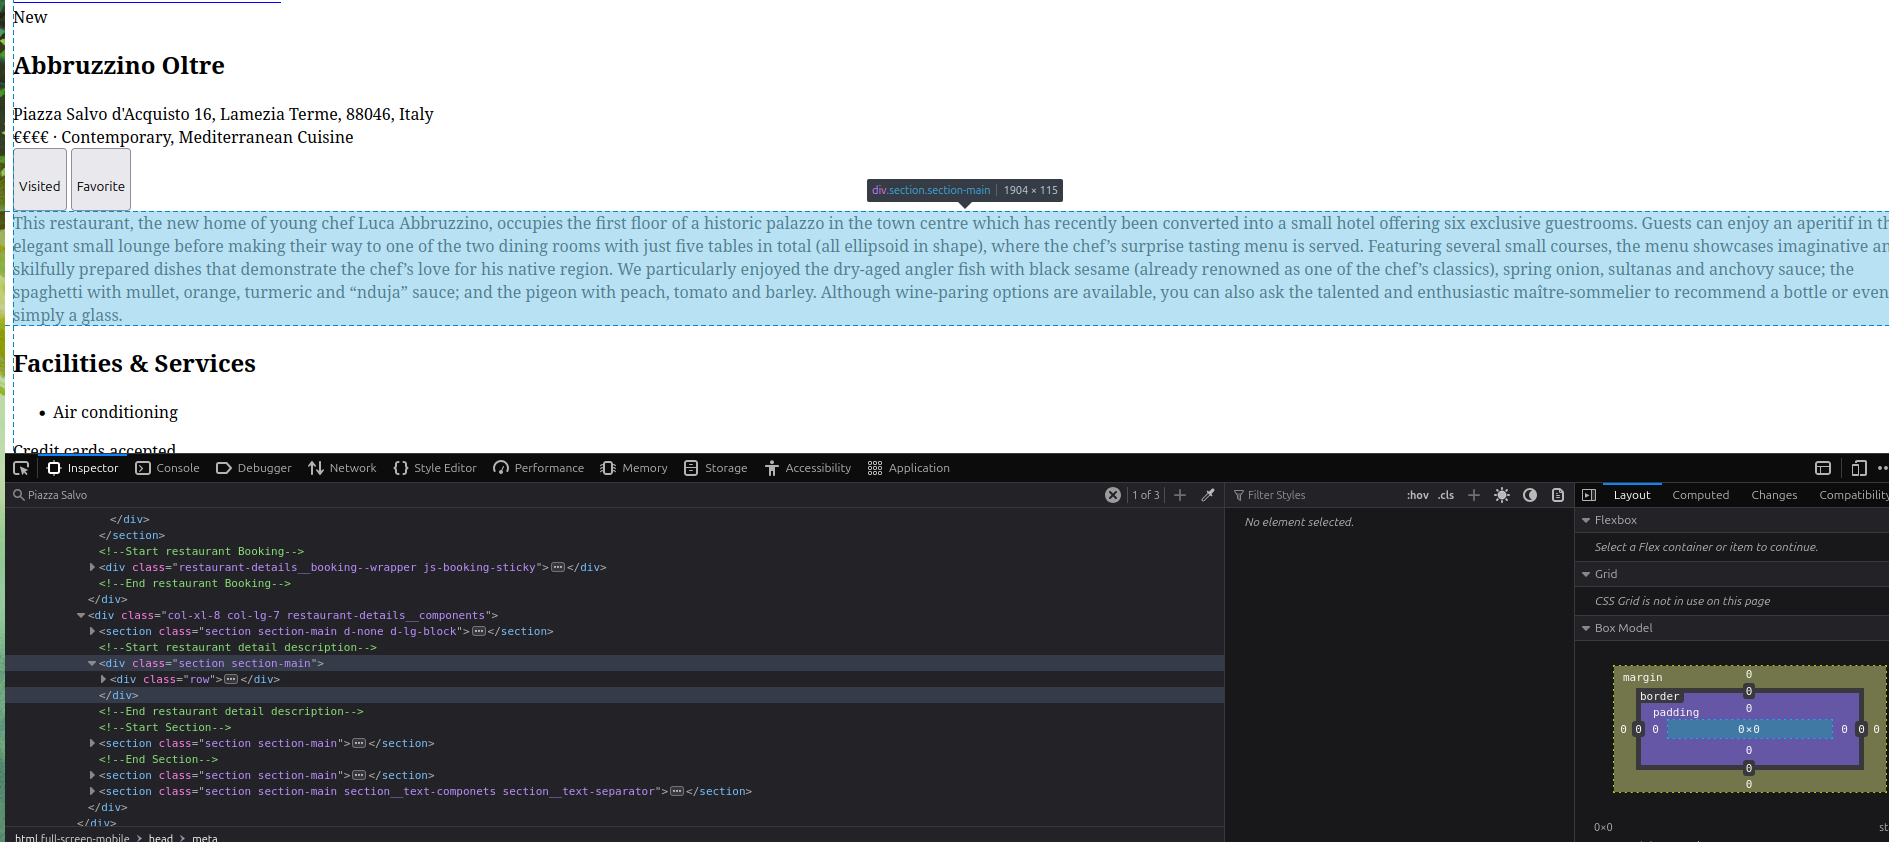 New
Abbruzzino Oltre
Piazza Salvo d'Acquisto 16, Lamezia Terme, 88046, Italy
€€€€ · Contemporary, Mediterranean Cuisine
Visited Favorite
div.section.section-main | 1904 × 115
This restaurant, the new home of young chef Luca Abbruzzino, occupies the first floor of a historic palazzo in the town centre which has recently been converted into a small hotel offering six exclusive guestrooms. Guests can enjoy an aperitif in th
elegant small lounge before making their way to one of the two dining rooms with just five tables in total (all ellipsoid in shape), where the chef’s surprise tasting menu is served. Featuring several small courses, the menu showcases imaginative an
skilfully prepared dishes that demonstrate the chef’s love for his native region. We particularly enjoyed the dry-aged angler fish with black sesame (already renowned as one of the chef’s classics), spring onion, sultanas and anchovy sauce; the
spaghetti with mullet, orange, turmeric and “nduja” sauce; and the pigeon with peach, tomato and barley. Although wine-paring options are available, you can also ask the talented and enthusiastic maître-sommelier to recommend a bottle or even
simply a glass.
Facilities & Services
• Air conditioning
Credit cards accepted
Inspector Console Debugger Network Style Editor Performance Memory Storage Accessibility Application
Piazza Salvo 1 of 3
</div>
</section>
<!--Start restaurant Booking-->
<div class="restaurant-details__booking--wrapper js-booking-sticky"></div>
<!--End restaurant Booking-->
</div>
<div class="col-xl-8 col-lg-7 restaurant-details__components">
<section class="section section-main d-none d-lg-block"></section>
<!--Start restaurant detail description-->
<div class="section section-main">
<div class="row"></div>
</div>
<!--End restaurant detail description-->
<!--Start Section-->
<section class="section section-main"></section>
<!--End Section-->
<section class="section section-main"></section>
<section class="section section-main section__text-componets section__text-separator"></section>
</div>
</div>
html.full-screen-mobile > head > meta
Filter Styles :hov .cls
No element selected.
Layout Computed Changes Compatibility
Flexbox
Select a Flex container or item to continue.
Grid
CSS Grid is not in use on this page
Box Model
margin 0
border 0
padding 0
0 0 0 0×0 0 0 0
0
0
0
0×0 st